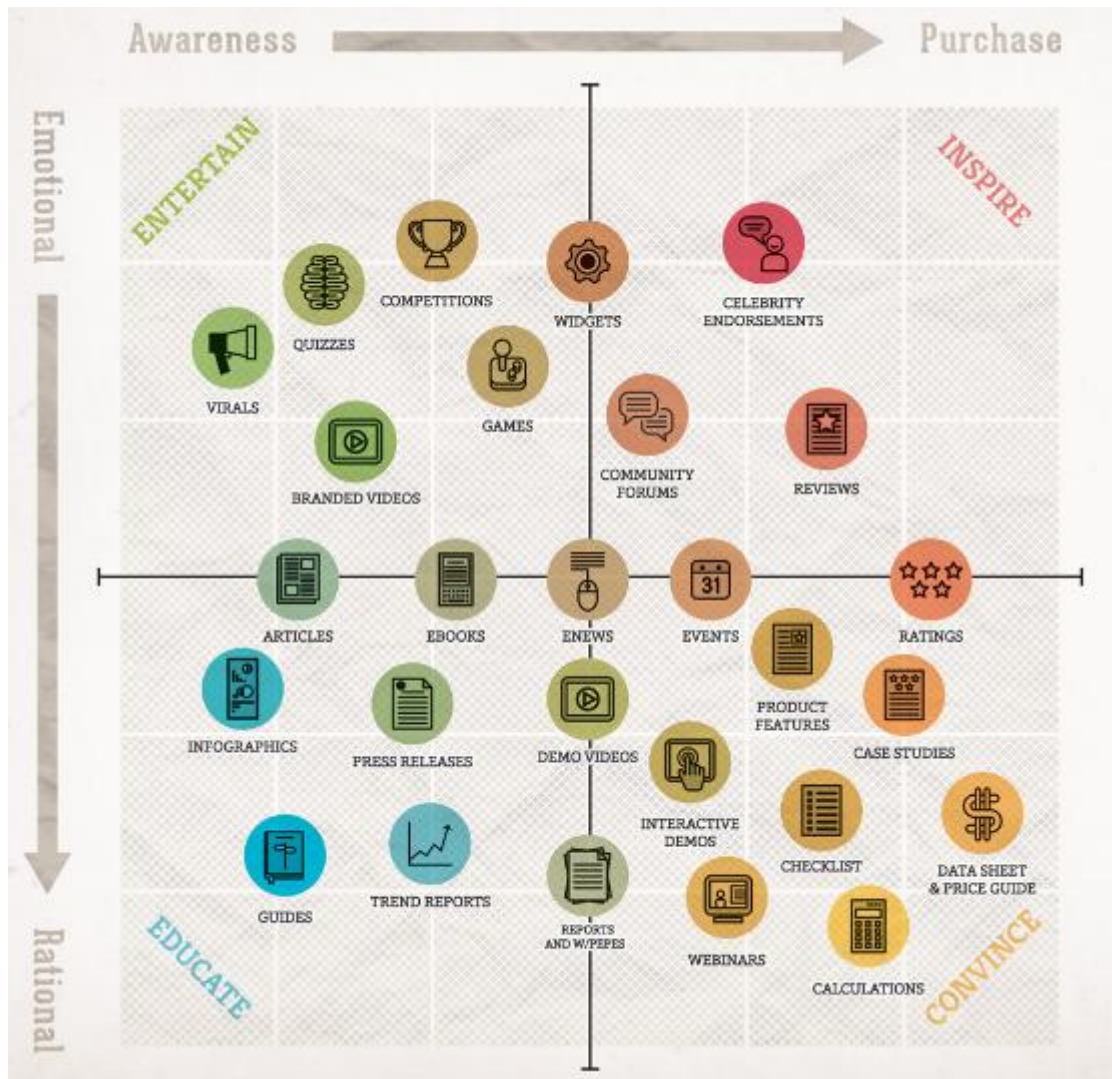 Awareness
Purchase
Emotional
Rational
ENTERTAIN
INSPIRE
COMPETITIONS
WIDGETS
CELEBRITY
ENDORSEMENTS
QUIZZES
VIRALS
GAMES
BRANDED VIDEOS
COMMUNITY
FORUMS
REVIEWS
31
ARTICLES
EBOOKS
ENEWS
EVENTS
RATINGS
INFOGRAPHICS
PRESS RELEASES
DEMO VIDEOS
PRODUCT
FEATURES
CASE STUDIES
INTERACTIVE
DEMOS
CHECKLIST
DATA SHEET
& PRICE GUIDE
GUIDES
TREND REPORTS
REPORTS
AND W/PEPES
WEBINARS
CALCULATIONS
EDUCATE
CONVINCE